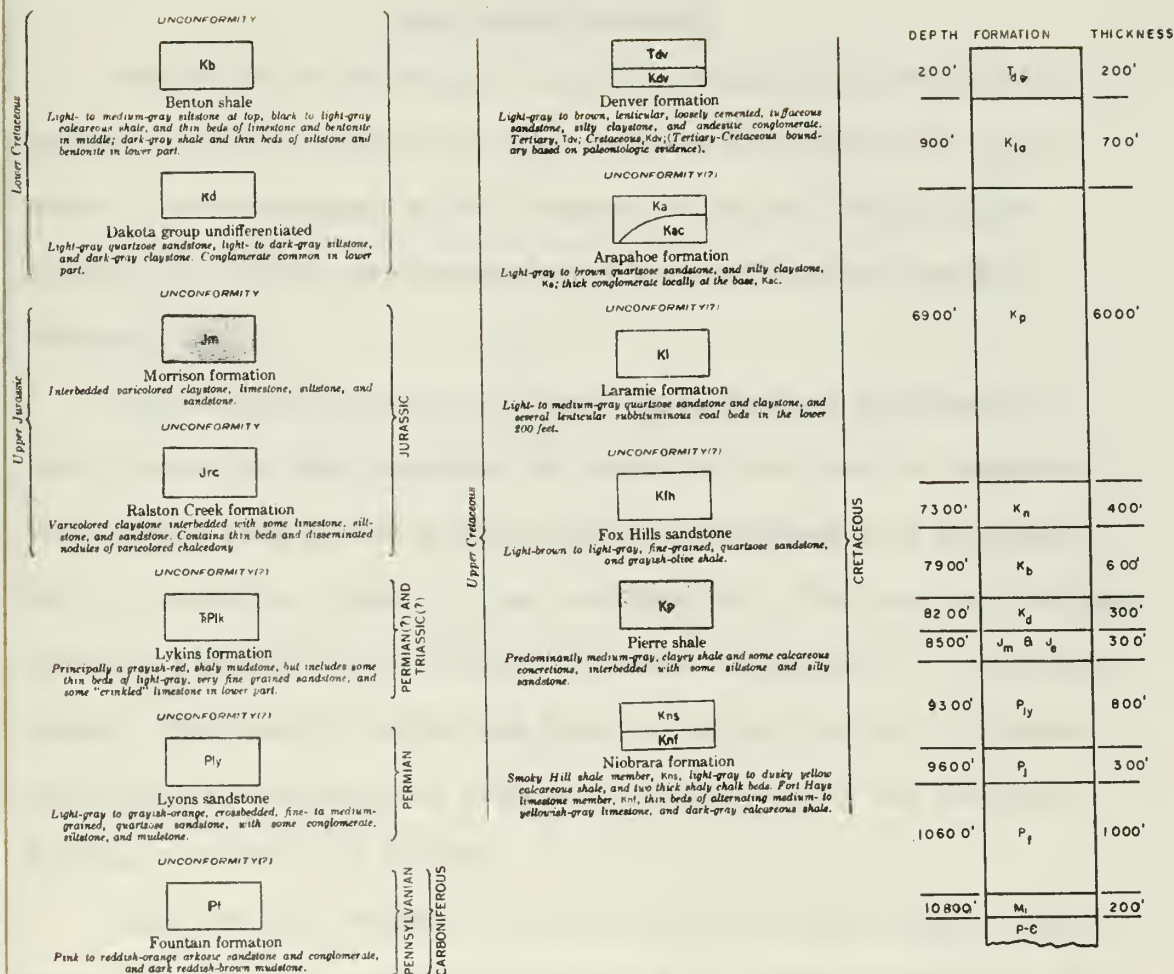 UNCONFORMITY
Kb
Benton shale
Light- to medium-gray siltstone at top, black to light-gray
calcareous shale, and thin beds of limestone and bentonite
in middle; dark-gray shale and thin beds of siltstone and
bentonite in lower part.
Kd
Dakota group undifferentiated
Light-gray quartzose sandstone, light- to dark-gray siltstone,
and dark-gray claystone. Conglomerate common in lower
part.
Lower Cretaceous
UNCONFORMITY
Jm
Morrison formation
Interbedded varicolored claystone, limestone, siltstone, and
sandstone.
UNCONFORMITY
Jrc
Ralston Creek formation
Varicolored claystone interbedded with some limestone, silt-
stone, and sandstone. Contains thin beds and disseminated
nodules of varicolored chalcedony
Upper Jurassic
JURASSIC
UNCONFORMITY(?)
TPlk
Lykins formation
Principally a grayish-red, shaly mudstone, but includes some
thin beds of light-gray, very fine grained sandstone, and
some "crinkled" limestone in lower part.
PERMIAN(?) AND
TRIASSIC(?)
UNCONFORMITY(?)
Ply
Lyons sandstone
Light-gray to grayish-orange, crossbedded, fine- to medium-
grained, quartzose sandstone, with some conglomerate,
siltstone, and mudstone.
PERMIAN
UNCONFORMITY(?)
Pf
Fountain formation
Pink to reddish-orange arkosic sandstone and conglomerate,
and dark reddish-brown mudstone.
PENNSYLVANIAN
CARBONIFEROUS
Tdv
Kdv
Denver formation
Light-gray to brown, lenticular, loosely cemented, tuffaceous
sandstone, silty claystone, and andesitic conglomerate.
Tertiary, Tdv; Cretaceous, Kdv; (Tertiary-Cretaceous bound-
ary based on paleontologic evidence).
UNCONFORMITY(?)
Ka
Kac
Arapahoe formation
Light-gray to brown quartzose sandstone, and silty claystone,
Ka; thick conglomerate locally at the base, Kac.
UNCONFORMITY(?)
Kl
Laramie formation
Light- to medium-gray quartzose sandstone and claystone, and
several lenticular subbituminous coal beds in the lower
200 feet.
UNCONFORMITY(?)
Kfh
Fox Hills sandstone
Light-brown to light-gray, fine-grained, quartzose sandstone,
and grayish-olive shale.
Kp
Pierre shale
Predominantly medium-gray, clayey shale and some calcareous
concretions, interbedded with some siltstone and silty
sandstone.
Kns
Knf
Niobrara formation
Smoky Hill shale member, Kns, light-gray to dusky yellow
calcareous shale, and two thick shaly chalk beds. Fort Hays
limestone member, Knf, thin beds of alternating medium- to
yellowish-gray limestone, and dark-gray calcareous shale.
Upper Cretaceous
CRETACEOUS
DEPTH FORMATION THICKNESS
200' Tdv 200'
900' Kla 700'
6900' Kp 6000'
7300' Kn 400'
7900' Kb 600'
8200' Kd 300'
8500' Jm & Je 300'
9300' Ply 800'
9600' Pl 300'
10600' Pf 1000'
10800' Ml 200'
P-Є